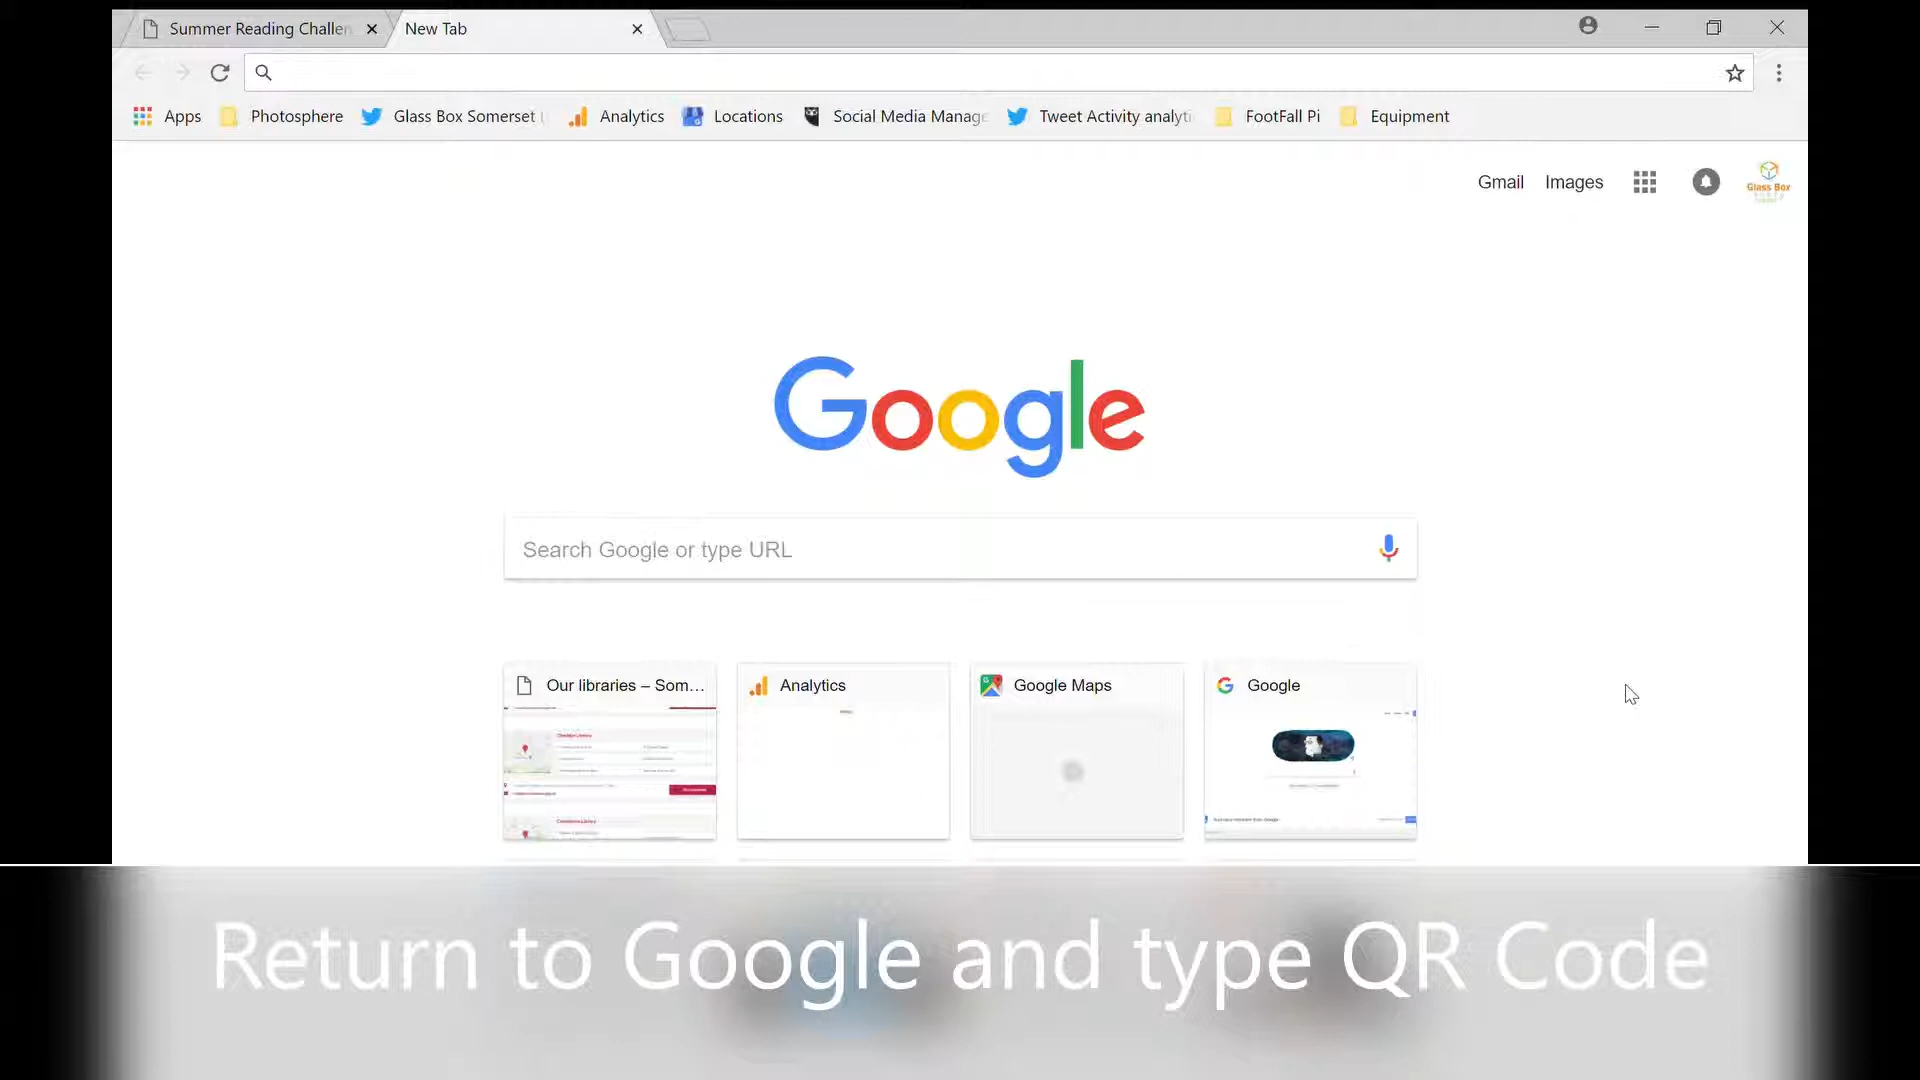 Summer Reading Challen
New Tab
Apps
Photosphere
Glass Box Somerset
Analytics
Locations
Social Media Manage
Tweet Activity analyti
FootFall Pi
Equipment
Gmail
Images
Glass Box
Google
Search Google or type URL
Our libraries – Som...
Analytics
Google Maps
Google
Return to Google and type QR Code